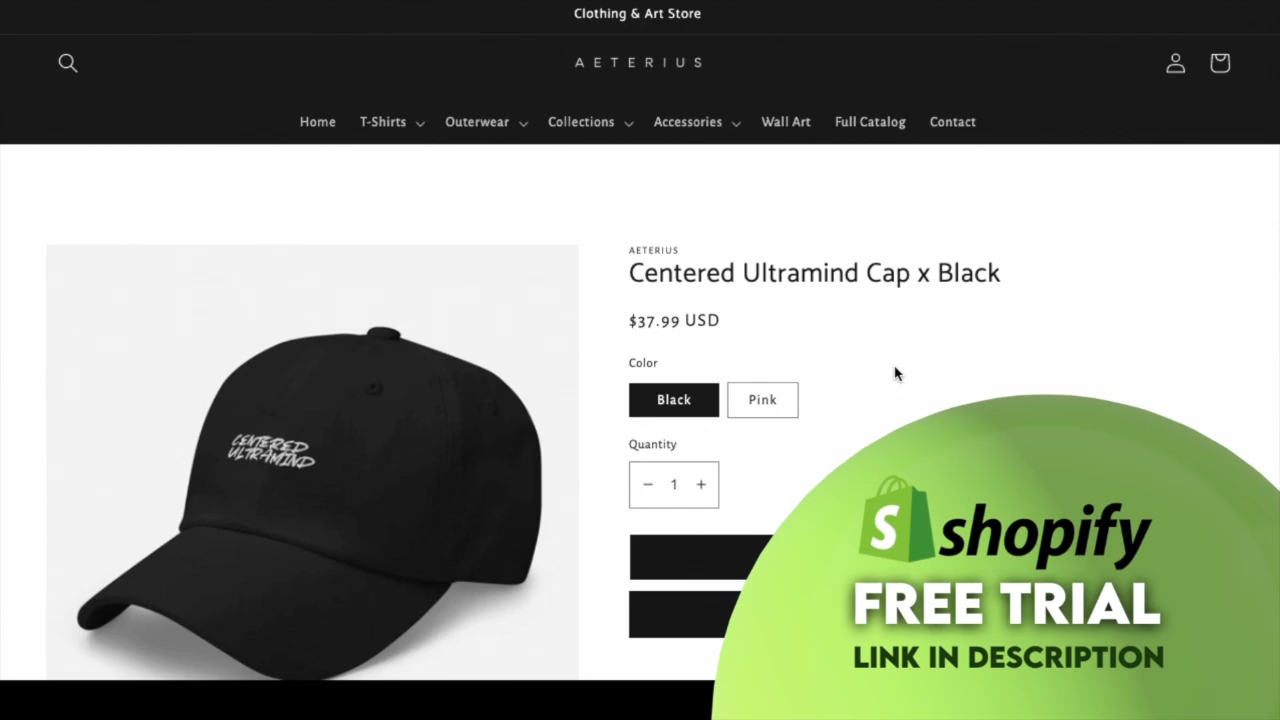 Clothing & Art Store
AETERIUS
Home T-Shirts Outerwear Collections Accessories Wall Art Full Catalog Contact
AETERIUS
Centered Ultramind Cap x Black
$37.99 USD
Color
Black Pink
Quantity
− 1 +
CENTERED
ULTRAMIND
S shopify
FREE TRIAL
LINK IN DESCRIPTION